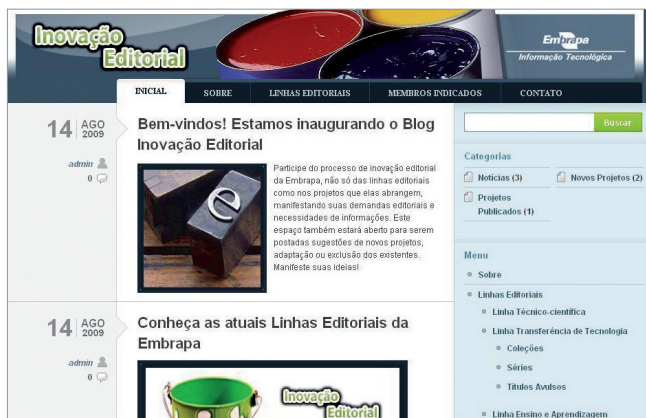 Inovação
Editorial
Embrapa
Informação Tecnológica
INICIAL
SOBRE
LINHAS EDITORIAIS
MEMBROS INDICADOS
CONTATO
14 AGO
2009
admin
0
Bem-vindos! Estamos inaugurando o Blog
Inovação Editorial
e
Participe do processo de inovação editorial
da Embrapa, não só das linhas editoriais
como nos projetos que elas abrangem,
manifestando suas demandas editoriais e
necessidades de informações. Este
espaço também estará aberto para serem
postadas sugestões de novos projetos,
adaptação ou exclusão dos existentes.
Manifeste suas ideias!
14 AGO
2009
admin
0
Conheça as atuais Linhas Editoriais da
Embrapa
Inovação
Editorial
Buscar
Categorias
Notícias (3)
Novos Projetos (2)
Projetos
Publicados (1)
Menu
Sobre
Linhas Editoriais
Linha Técnico-científica
Linha Transferência de Tecnologia
Coleções
Séries
Títulos Avulsos
Linha Ensino e Aprendizagem